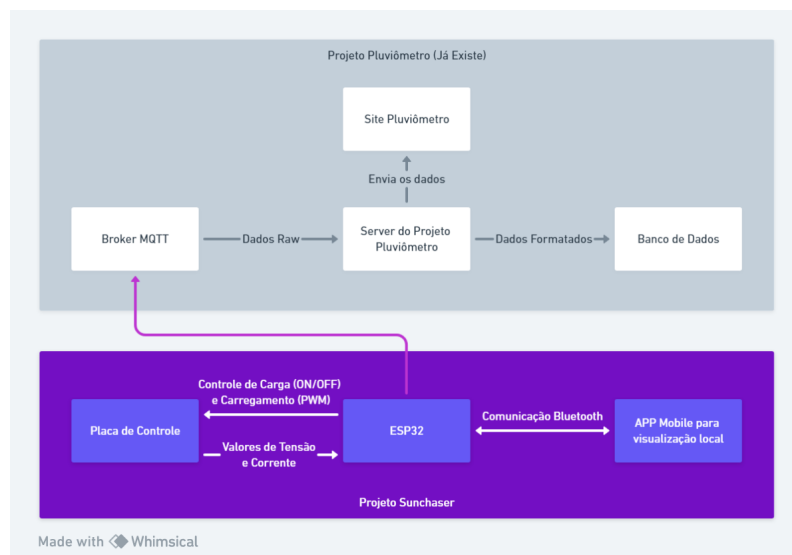 Projeto Pluviômetro (Já Existe)
Site Pluviômetro
Envia os dados
Broker MQTT
Dados Raw
Server do Projeto
Pluviômetro
Dados Formatados
Banco de Dados
Controle de Carga (ON/OFF)
e Carregamento (PWM)
Placa de Controle
Valores de Tensão
e Corrente
ESP32
Comunicação Bluetooth
APP Mobile para
visualização local
Projeto Sunchaser
Made with Whimsical